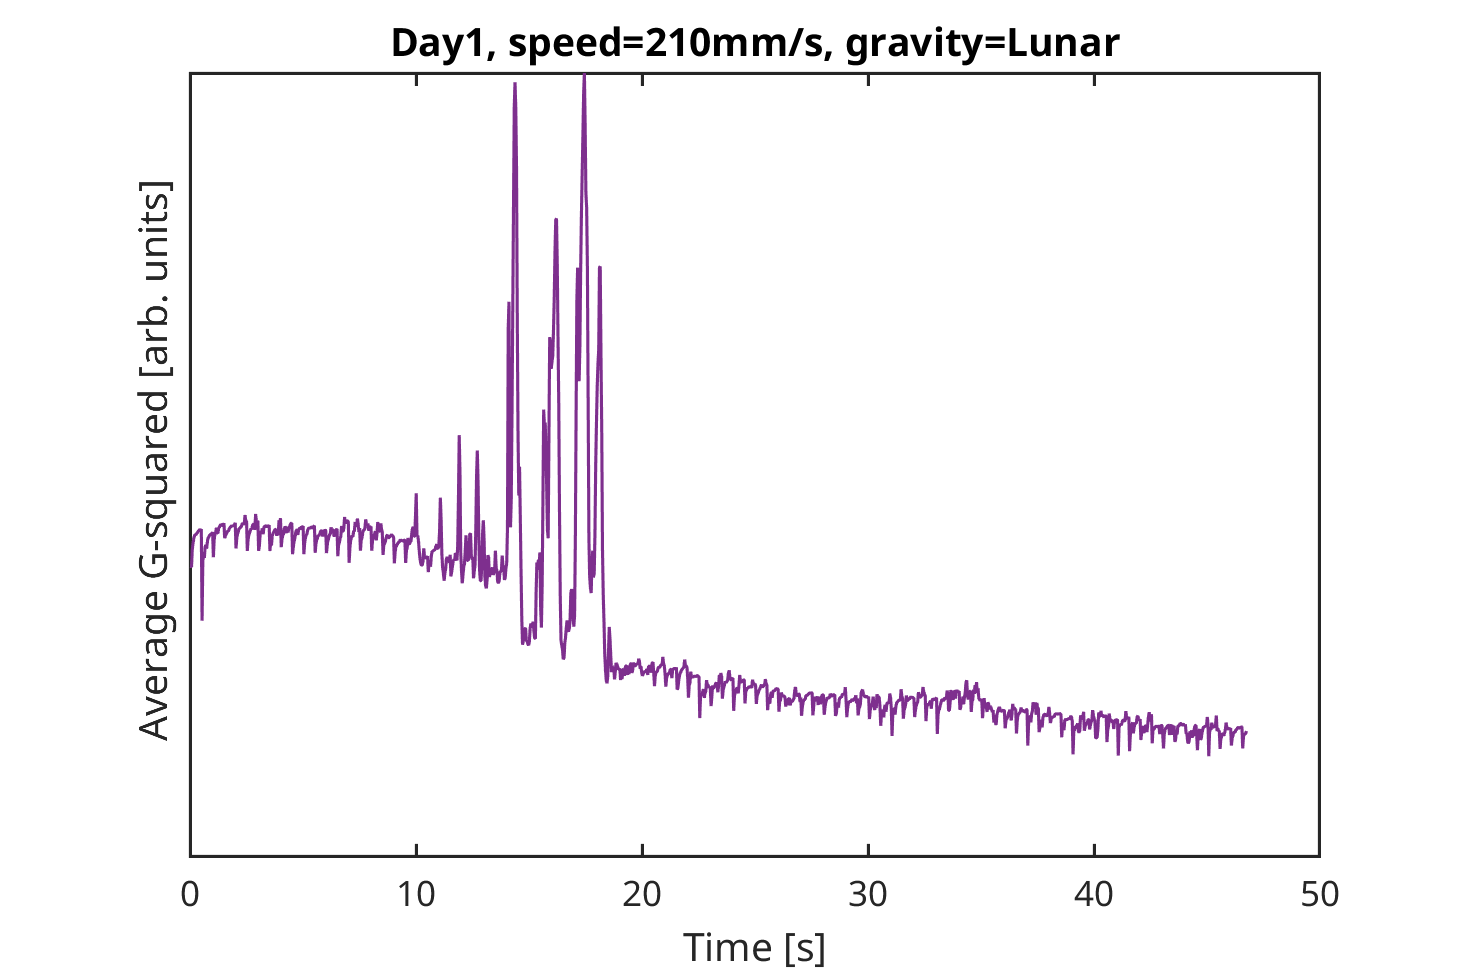 Day1, speed=210mm/s, gravity=Lunar
Average G-squared [arb. units]
0 10 20 30 40 50
Time [s]